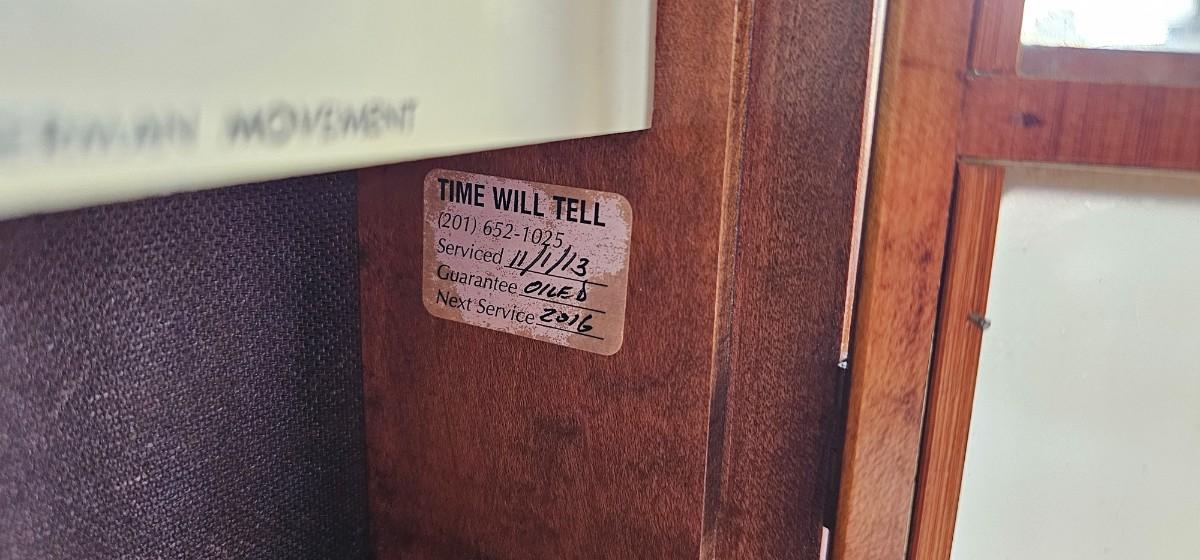 MOVEMENT
TIME WILL TELL
(201) 652-1025
Serviced 11/1/13
Guarantee OILED
Next Service 2016